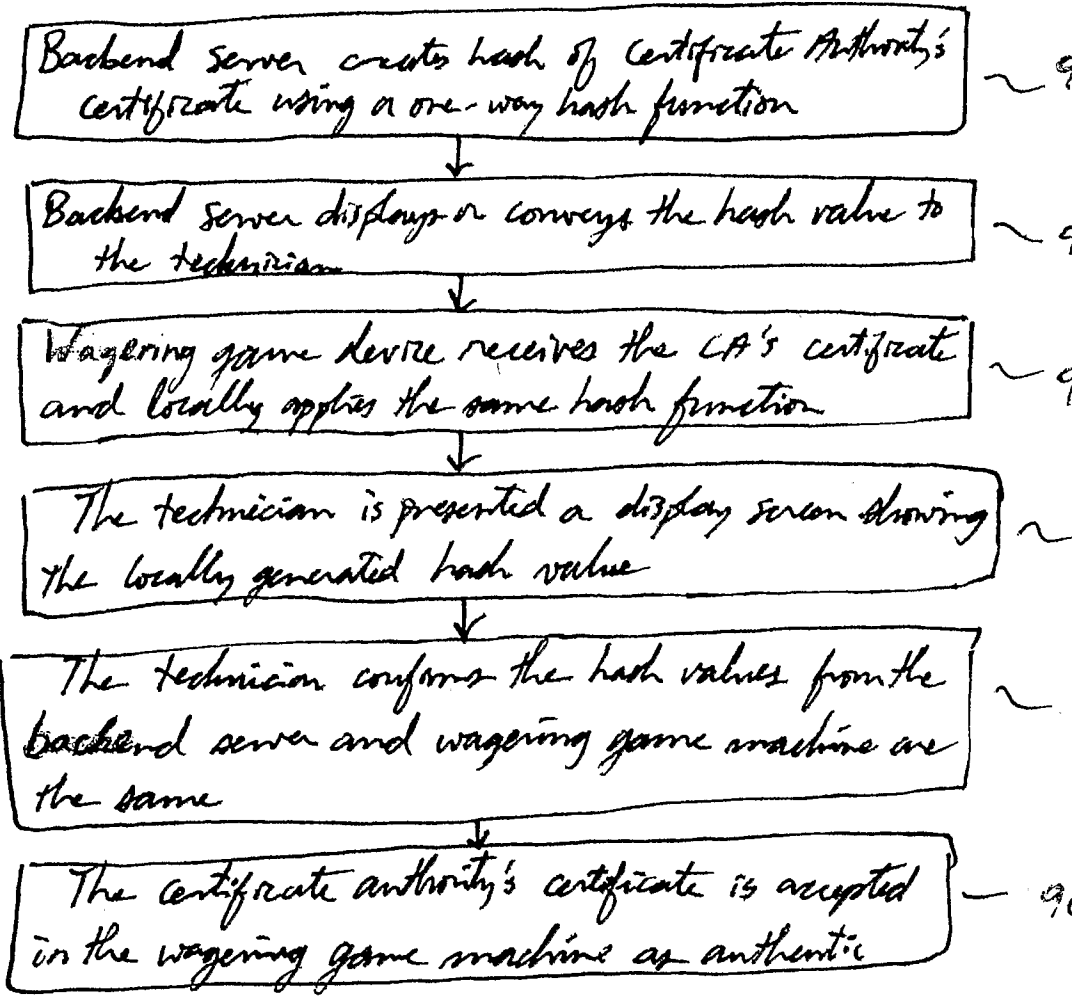 Backend server creates hash of Certificate Authority's
certificate using a one-way hash function
Backend server displays or conveys the hash value to
the technician
Wagering game device receives the CA's certificate
and locally applies the same hash function
The technician is presented a display screen showing
the locally generated hash value
The technician confirms the hash values from the
backend server and wagering game machine are
the same
The certificate authority's certificate is accepted
in the wagering game machine as authentic